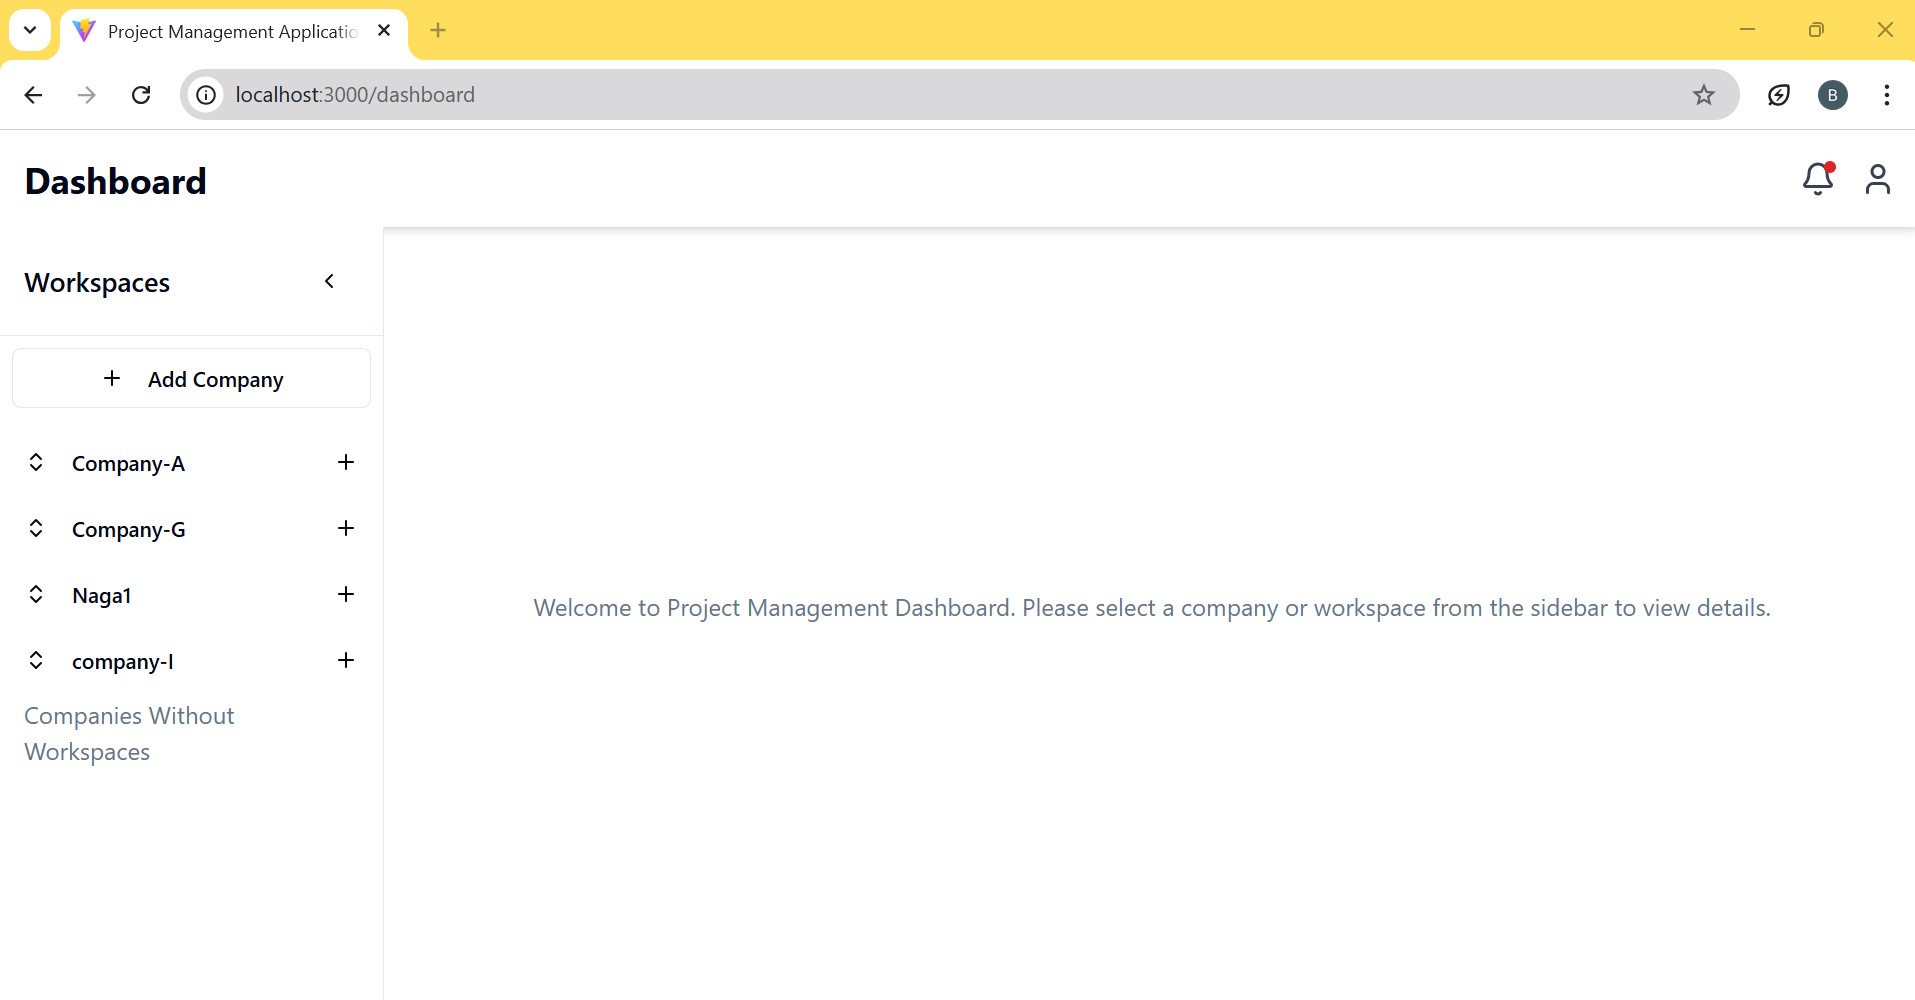 Project Management Applicatio
localhost:3000/dashboard
B
Dashboard
Workspaces
Add Company
Company-A
Company-G
Naga1
company-I
Companies Without
Workspaces
Welcome to Project Management Dashboard. Please select a company or workspace from the sidebar to view details.